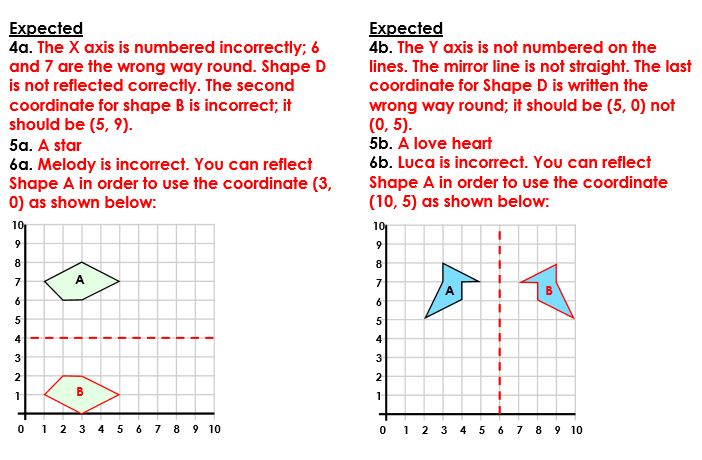 Expected
4a. The X axis is numbered incorrectly; 6
and 7 are the wrong way round. Shape D
is not reflected correctly. The second
coordinate for shape B is incorrect; it
should be (5, 9).
5a. A star
6a. Melody is incorrect. You can reflect
Shape A in order to use the coordinate (3,
0) as shown below:
10
9
8
7
6
5
4
3
2
1
A
B
0 1 2 3 4 5 6 7 8 9 10
Expected
4b. The Y axis is not numbered on the
lines. The mirror line is not straight. The last
coordinate for Shape D is written the
wrong way round; it should be (5, 0) not
(0, 5).
5b. A love heart
6b. Luca is incorrect. You can reflect
Shape A in order to use the coordinate
(10, 5) as shown below:
10
9
8
7
6
5
4
3
2
1
A B
0 1 2 3 4 5 6 7 8 9 10